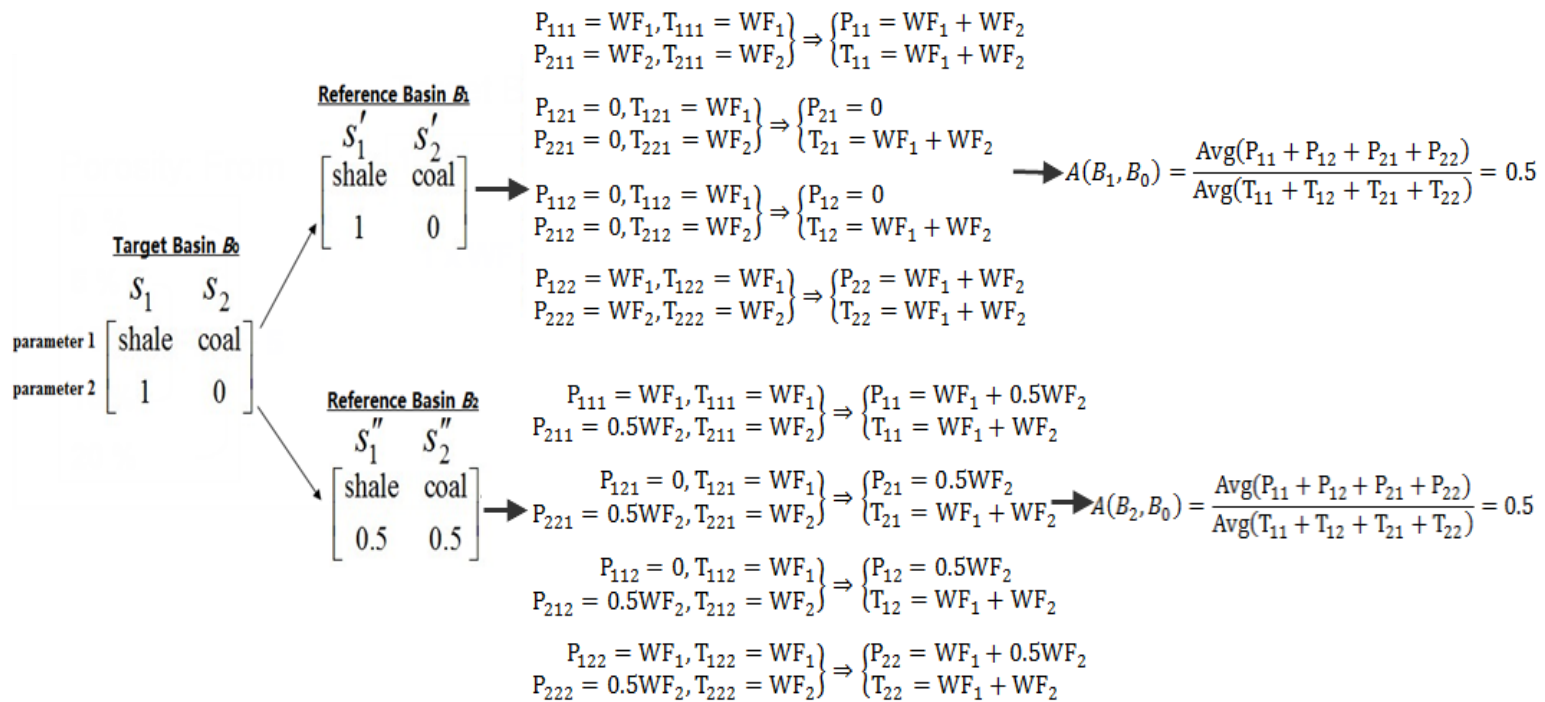 P₁₁₁ = WF₁, T₁₁₁ = WF₁
P₂₁₁ = WF₂, T₂₁₁ = WF₂} ⇒ {P₁₁ = WF₁ + WF₂
T₁₁ = WF₁ + WF₂
Reference Basin B₁
S₁′ S₂′
shale coal
1 0
P₁₂₁ = 0, T₁₂₁ = WF₁
P₂₂₁ = 0, T₂₂₁ = WF₂} ⇒ {P₂₁ = 0
T₂₁ = WF₁ + WF₂
P₁₁₂ = 0, T₁₁₂ = WF₁
P₂₁₂ = 0, T₂₁₂ = WF₂} ⇒ {P₁₂ = 0
T₁₂ = WF₁ + WF₂
P₁₂₂ = WF₁, T₁₂₂ = WF₁
P₂₂₂ = WF₂, T₂₂₂ = WF₂} ⇒ {P₂₂ = WF₁ + WF₂
T₂₂ = WF₁ + WF₂
A(B₁, B₀) = Avg(P₁₁ + P₁₂ + P₂₁ + P₂₂) / Avg(T₁₁ + T₁₂ + T₂₁ + T₂₂) = 0.5
Target Basin B₀
S₁ S₂
parameter 1 shale coal
parameter 2 1 0
Reference Basin B₂
S₁″ S₂″
shale coal
0.5 0.5
P₁₁₁ = WF₁, T₁₁₁ = WF₁
P₂₁₁ = 0.5WF₂, T₂₁₁ = WF₂} ⇒ {P₁₁ = WF₁ + 0.5WF₂
T₁₁ = WF₁ + WF₂
P₁₂₁ = 0, T₁₂₁ = WF₁
P₂₂₁ = 0.5WF₂, T₂₂₁ = WF₂} ⇒ {P₂₁ = 0.5WF₂
T₂₁ = WF₁ + WF₂
P₁₁₂ = 0, T₁₁₂ = WF₁
P₂₁₂ = 0.5WF₂, T₂₁₂ = WF₂} ⇒ {P₁₂ = 0.5WF₂
T₁₂ = WF₁ + WF₂
P₁₂₂ = WF₁, T₁₂₂ = WF₁
P₂₂₂ = 0.5WF₂, T₂₂₂ = WF₂} ⇒ {P₂₂ = WF₁ + 0.5WF₂
T₂₂ = WF₁ + WF₂
A(B₂, B₀) = Avg(P₁₁ + P₁₂ + P₂₁ + P₂₂) / Avg(T₁₁ + T₁₂ + T₂₁ + T₂₂) = 0.5